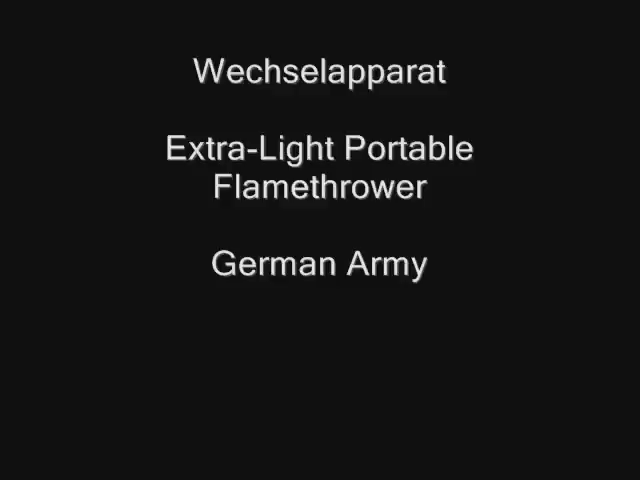 Wechselapparat
Extra-Light Portable
Flamethrower
German Army